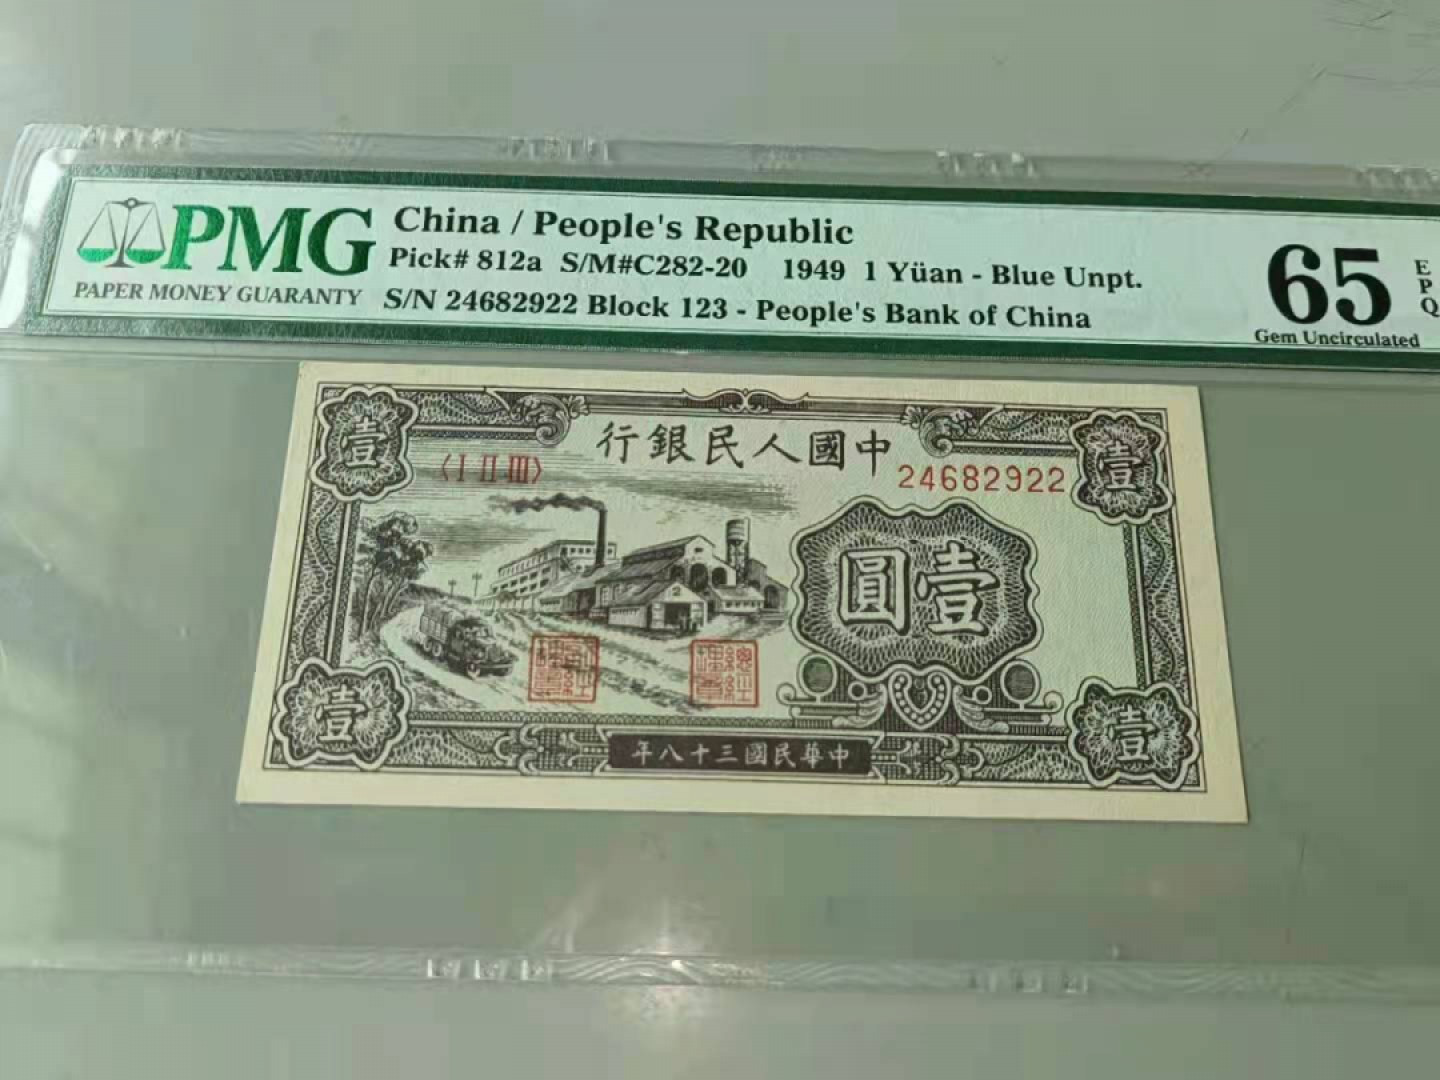 PMG
PAPER MONEY GUARANTY
China / People's Republic
Pick# 812a S/M#C282-20 1949 1 Yüan - Blue Unpt.
S/N 24682922 Block 123 - People's Bank of China
65
EPQ
Gem Uncirculated
行銀民人國中
〈I II III〉
24682922
壹
壹
圓壹
壹
壹
年八十三國民華中